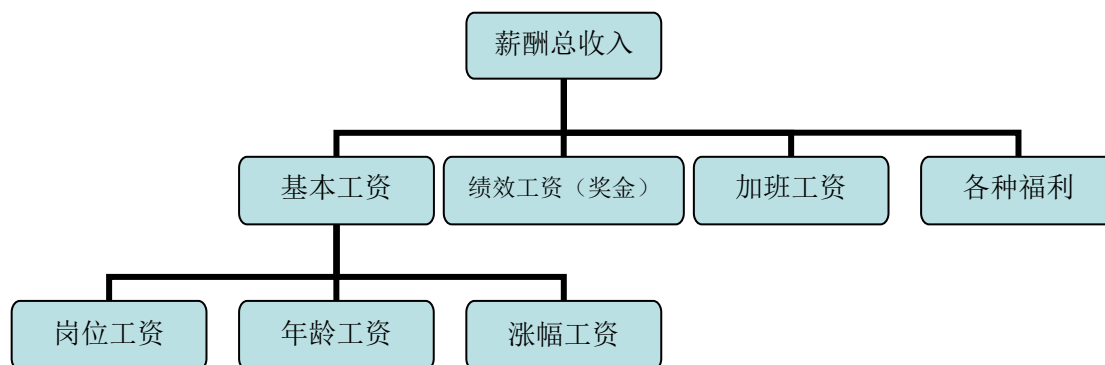 薪酬总收入
基本工资
绩效工资（奖金）
加班工资
各种福利
岗位工资
年龄工资
涨幅工资